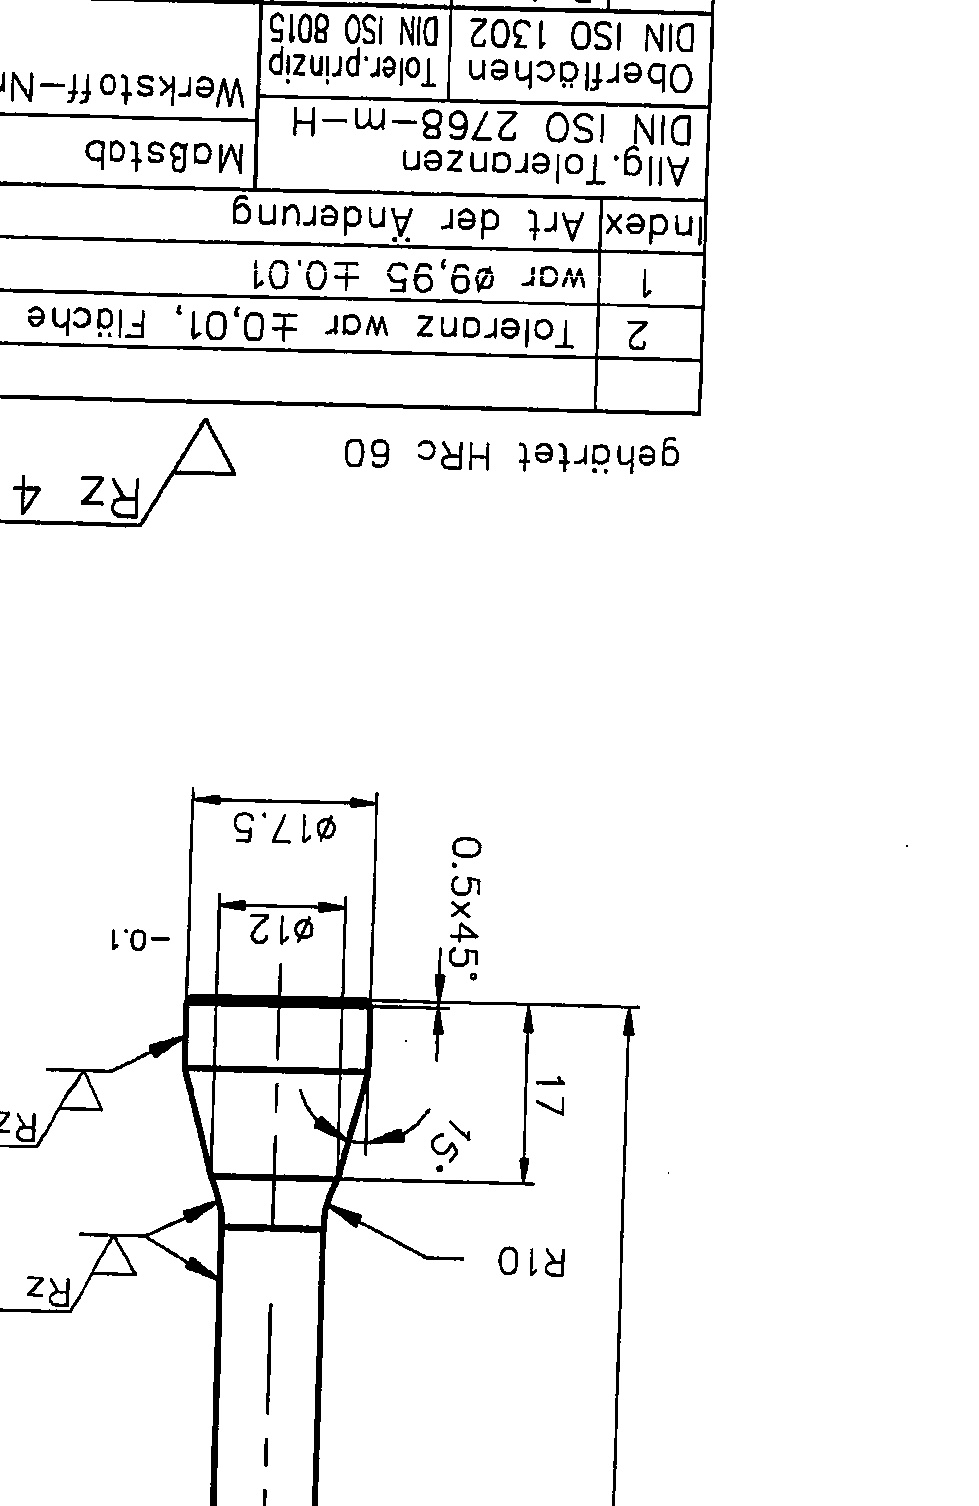 Rz
R10
15°
Rz
17
0.5x45°
ø12
-0.1
ø17.5
Rz 4
gehärtet HRc 60
2 Toleranz war ±0,01, Fläche
1 war ø9,95 ±0.01
Index Art der Änderung
Allg.Toleranzen
DIN ISO 2768-m-H
Maßstab
Oberflächen
DIN ISO 1302
Toler.prinzip
DIN ISO 8015
Werkstoff-Nr